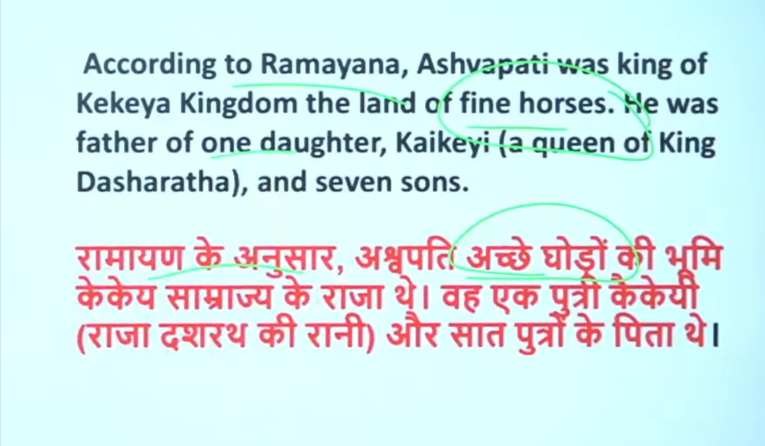 According to Ramayana, Ashvapati was king of
Kekeya Kingdom the land of fine horses. He was
father of one daughter, Kaikeyi (a queen of King
Dasharatha), and seven sons.
रामायण के अनुसार, अश्वपति अच्छे घोड़ों की भूमि
केकेय साम्राज्य के राजा थे। वह एक पुत्री कैकेयी
(राजा दशरथ की रानी) और सात पुत्रों के पिता थे।